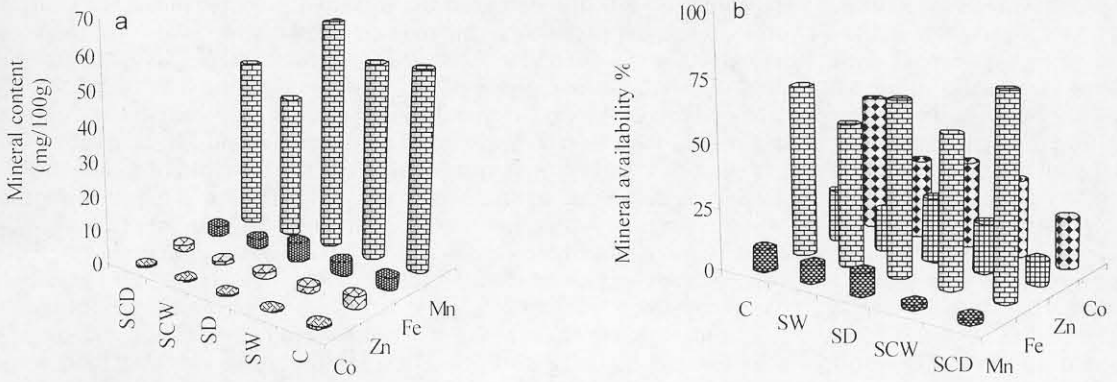 a
Mineral content
(mg/100g)
70
60
50
40
30
20
10
0
SCD
SCW
SD
SW
C
Co
Zn
Fe
Mn
b
Mineral availability %
100
75
50
25
0
C
SW
SD
SCW
SCD
Mn
Fe
Zn
Co